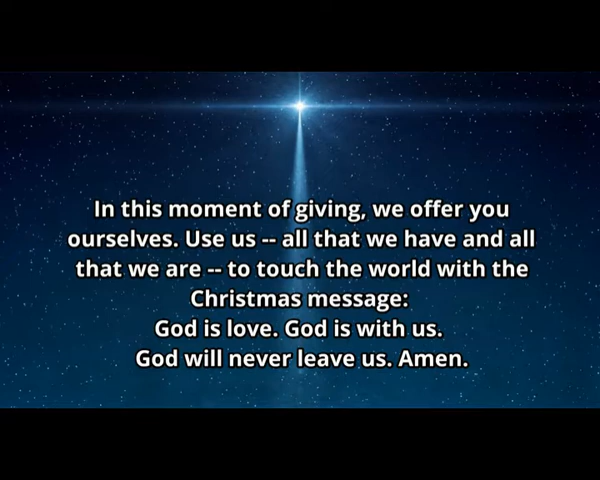 In this moment of giving, we offer you
ourselves. Use us -- all that we have and all
that we are -- to touch the world with the
Christmas message:
God is love. God is with us.
God will never leave us. Amen.